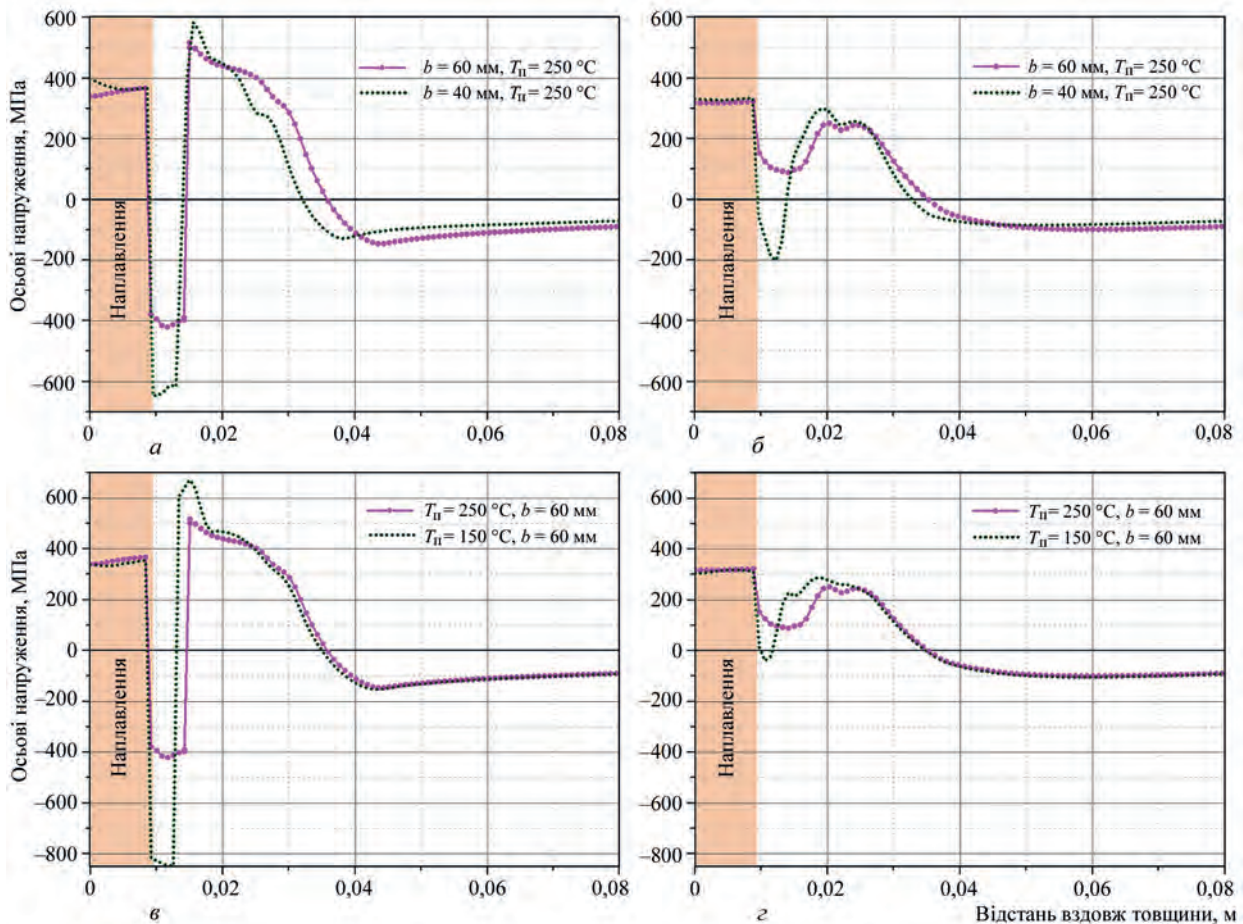 Осьові напруження, МПа
600
400
200
0
–200
–400
–600
Наплавлення
b = 60 мм, Tп= 250 °C
b = 40 мм, Tп= 250 °C
0
0,02
0,04
0,06
0,08
а
600
400
200
0
–200
–400
–600
Наплавлення
b = 60 мм, Tп= 250 °C
b = 40 мм, Tп= 250 °C
0
0,02
0,04
0,06
0,08
б
Осьові напруження, МПа
600
400
200
0
–200
–400
–600
–800
Наплавлення
Tп= 250 °C, b = 60 мм
Tп= 150 °C, b = 60 мм
0
0,02
0,04
0,06
0,08
в
600
400
200
0
–200
–400
–600
–800
Наплавлення
Tп= 250 °C, b = 60 мм
Tп= 150 °C, b = 60 мм
0
0,02
0,04
0,06
0,08
г
Відстань вздовж товщини, м